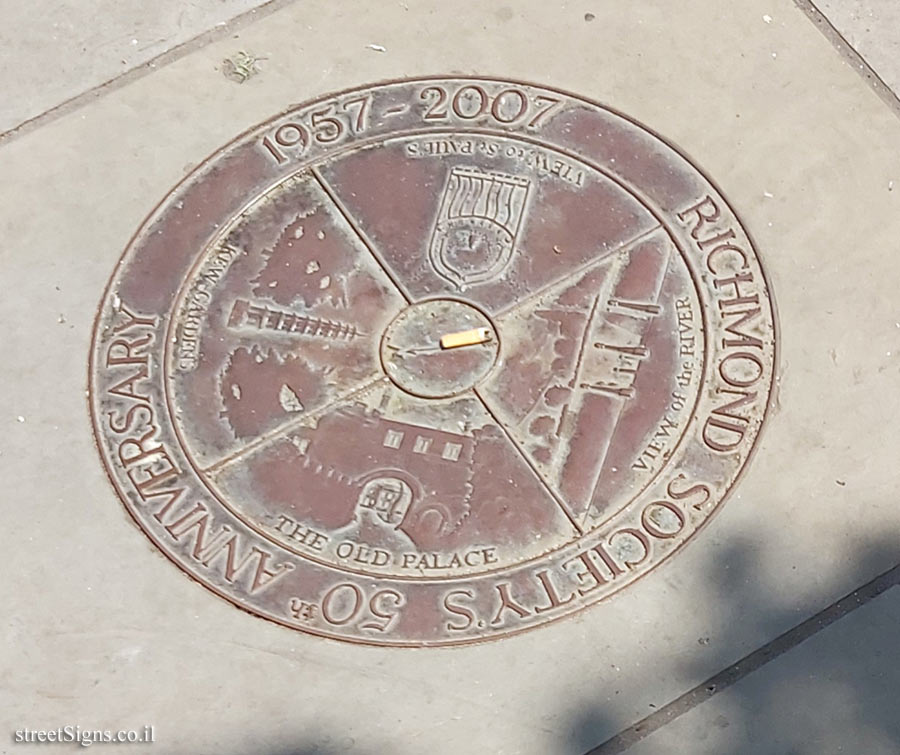 1957 - 2007
RICHMOND SOCIETY'S 50th ANNIVERSARY
VIEW to St PAUL'S
VIEW of the RIVER
THE OLD PALACE
KEW GARDENS
streetSigns.co.il